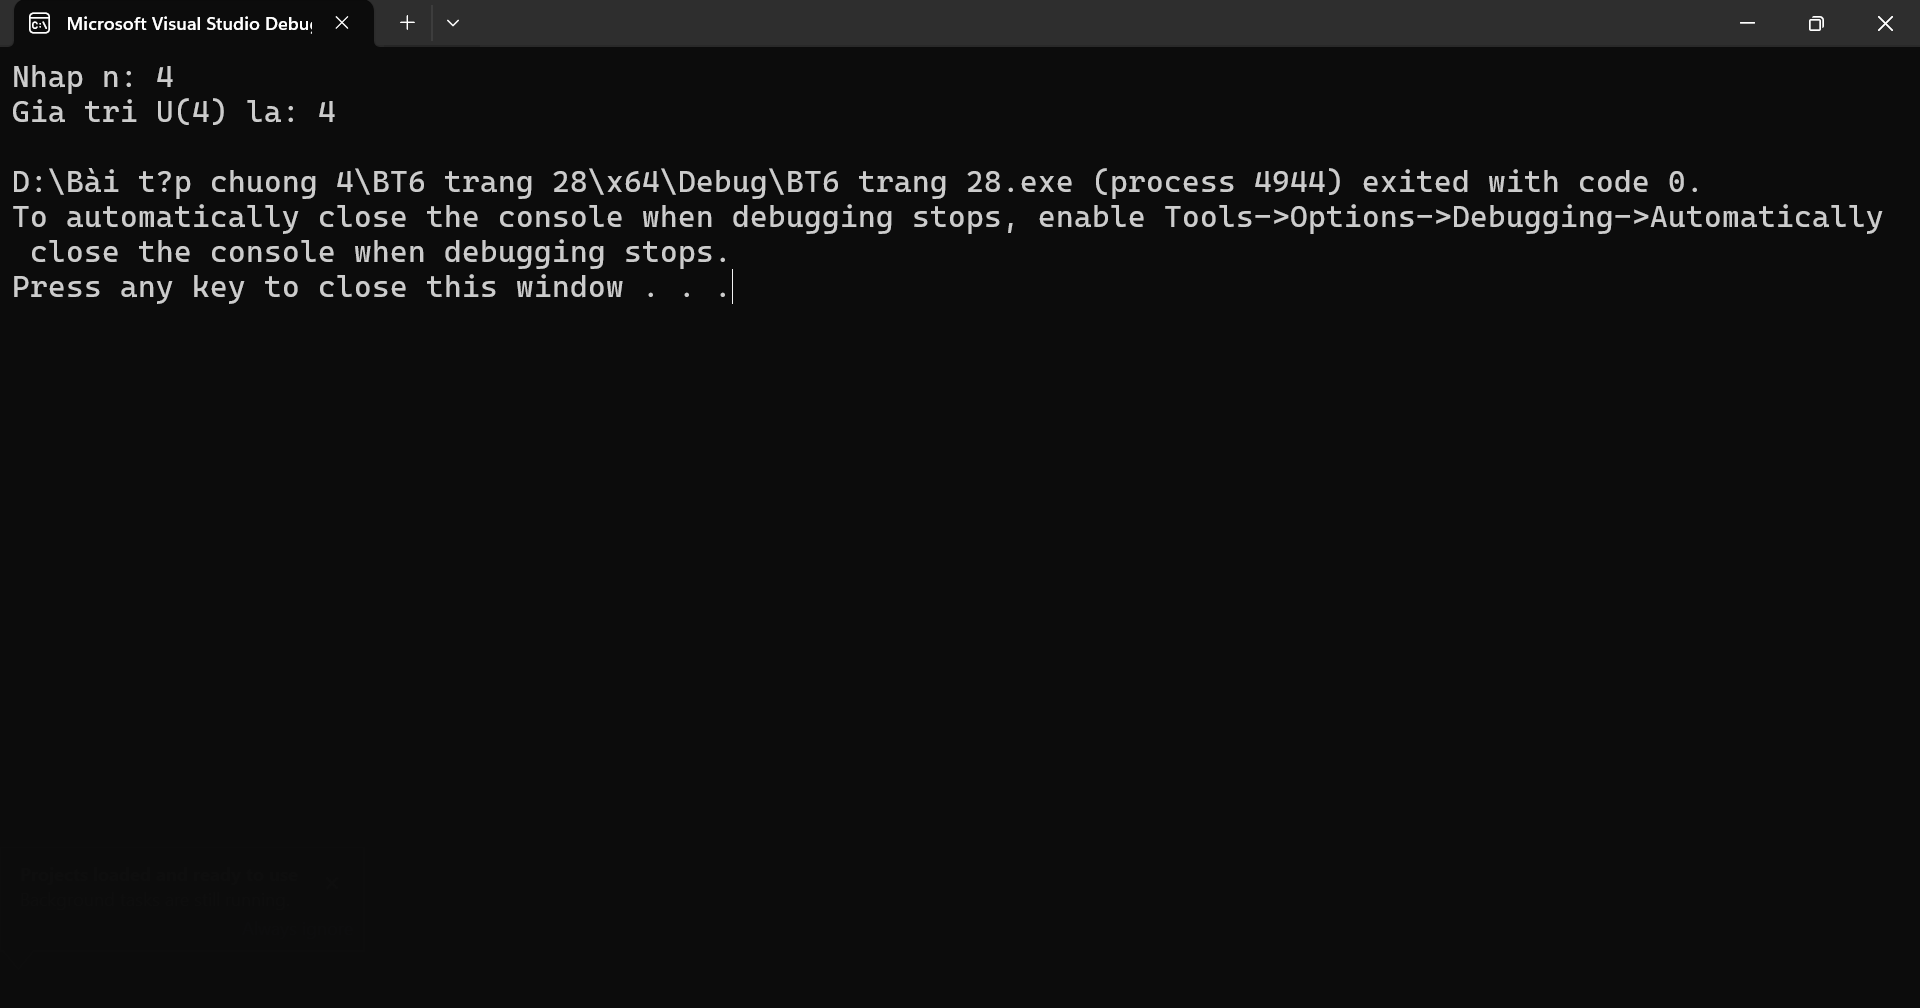 Microsoft Visual Studio Debu
Nhap n: 4
Gia tri U(4) la: 4
D:\Bài t?p chuong 4\BT6 trang 28\x64\Debug\BT6 trang 28.exe (process 4944) exited with code 0.
To automatically close the console when debugging stops, enable Tools->Options->Debugging->Automatically
 close the console when debugging stops.
Press any key to close this window . . .